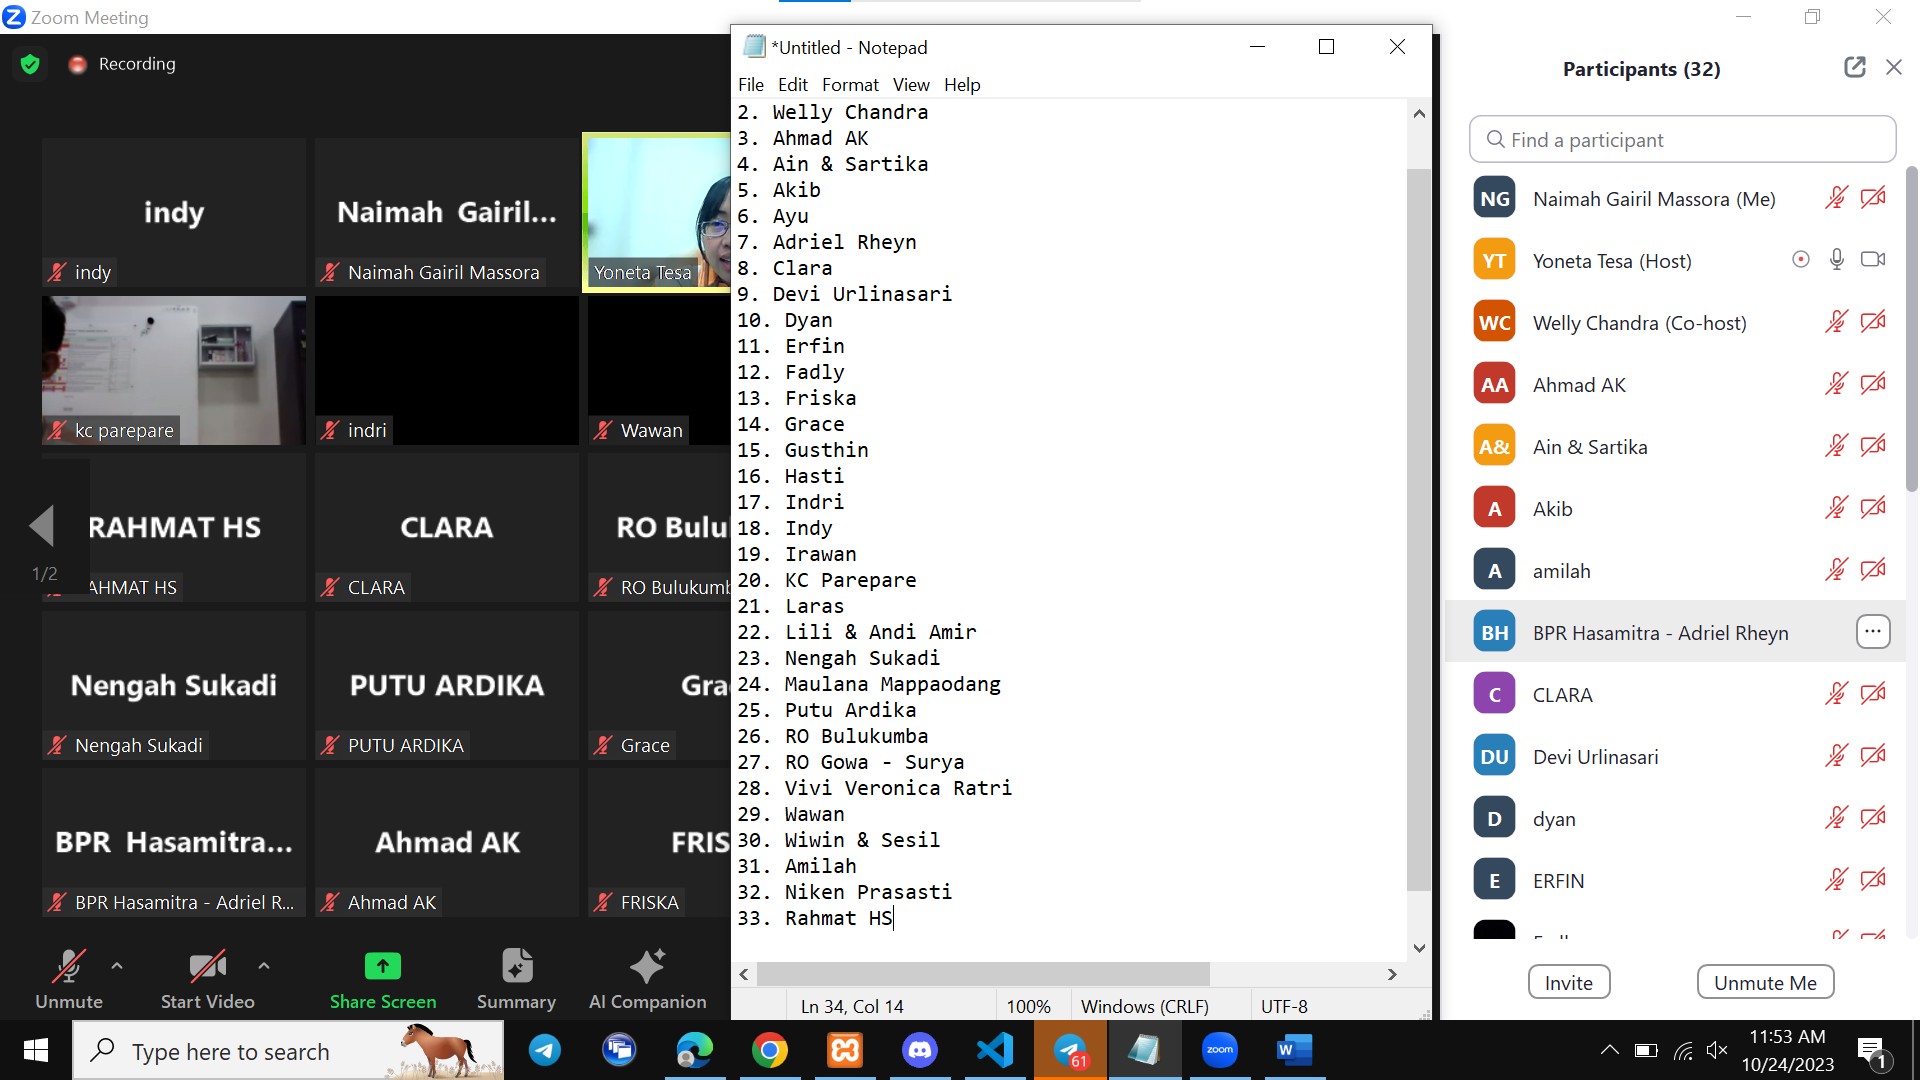 Zoom Meeting
Recording
indy
indy
Naimah Gairil...
Naimah Gairil Massora
Yoneta Tesa
kc parepare
indri
Wawan
RAHMAT HS
AHMAT HS
CLARA
CLARA
RO Bulu
RO Bulukumb
1/2
Nengah Sukadi
Nengah Sukadi
PUTU ARDIKA
PUTU ARDIKA
Gra
Grace
BPR Hasamitra...
BPR Hasamitra - Adriel R...
Ahmad AK
Ahmad AK
FRIS
FRISKA
Unmute
Start Video
Share Screen
Summary
AI Companion
*Untitled - Notepad
File Edit Format View Help
2. Welly Chandra
3. Ahmad AK
4. Ain & Sartika
5. Akib
6. Ayu
7. Adriel Rheyn
8. Clara
9. Devi Urlinasari
10. Dyan
11. Erfin
12. Fadly
13. Friska
14. Grace
15. Gusthin
16. Hasti
17. Indri
18. Indy
19. Irawan
20. KC Parepare
21. Laras
22. Lili & Andi Amir
23. Nengah Sukadi
24. Maulana Mappaodang
25. Putu Ardika
26. RO Bulukumba
27. RO Gowa - Surya
28. Vivi Veronica Ratri
29. Wawan
30. Wiwin & Sesil
31. Amilah
32. Niken Prasasti
33. Rahmat HS
Ln 34, Col 14
100%
Windows (CRLF)
UTF-8
Participants (32)
Find a participant
NG Naimah Gairil Massora (Me)
YT Yoneta Tesa (Host)
WC Welly Chandra (Co-host)
AA Ahmad AK
A& Ain & Sartika
A Akib
A amilah
BH BPR Hasamitra - Adriel Rheyn
C CLARA
DU Devi Urlinasari
D dyan
E ERFIN
Invite
Unmute Me
Type here to search
61
zoom
11:53 AM
10/24/2023
1